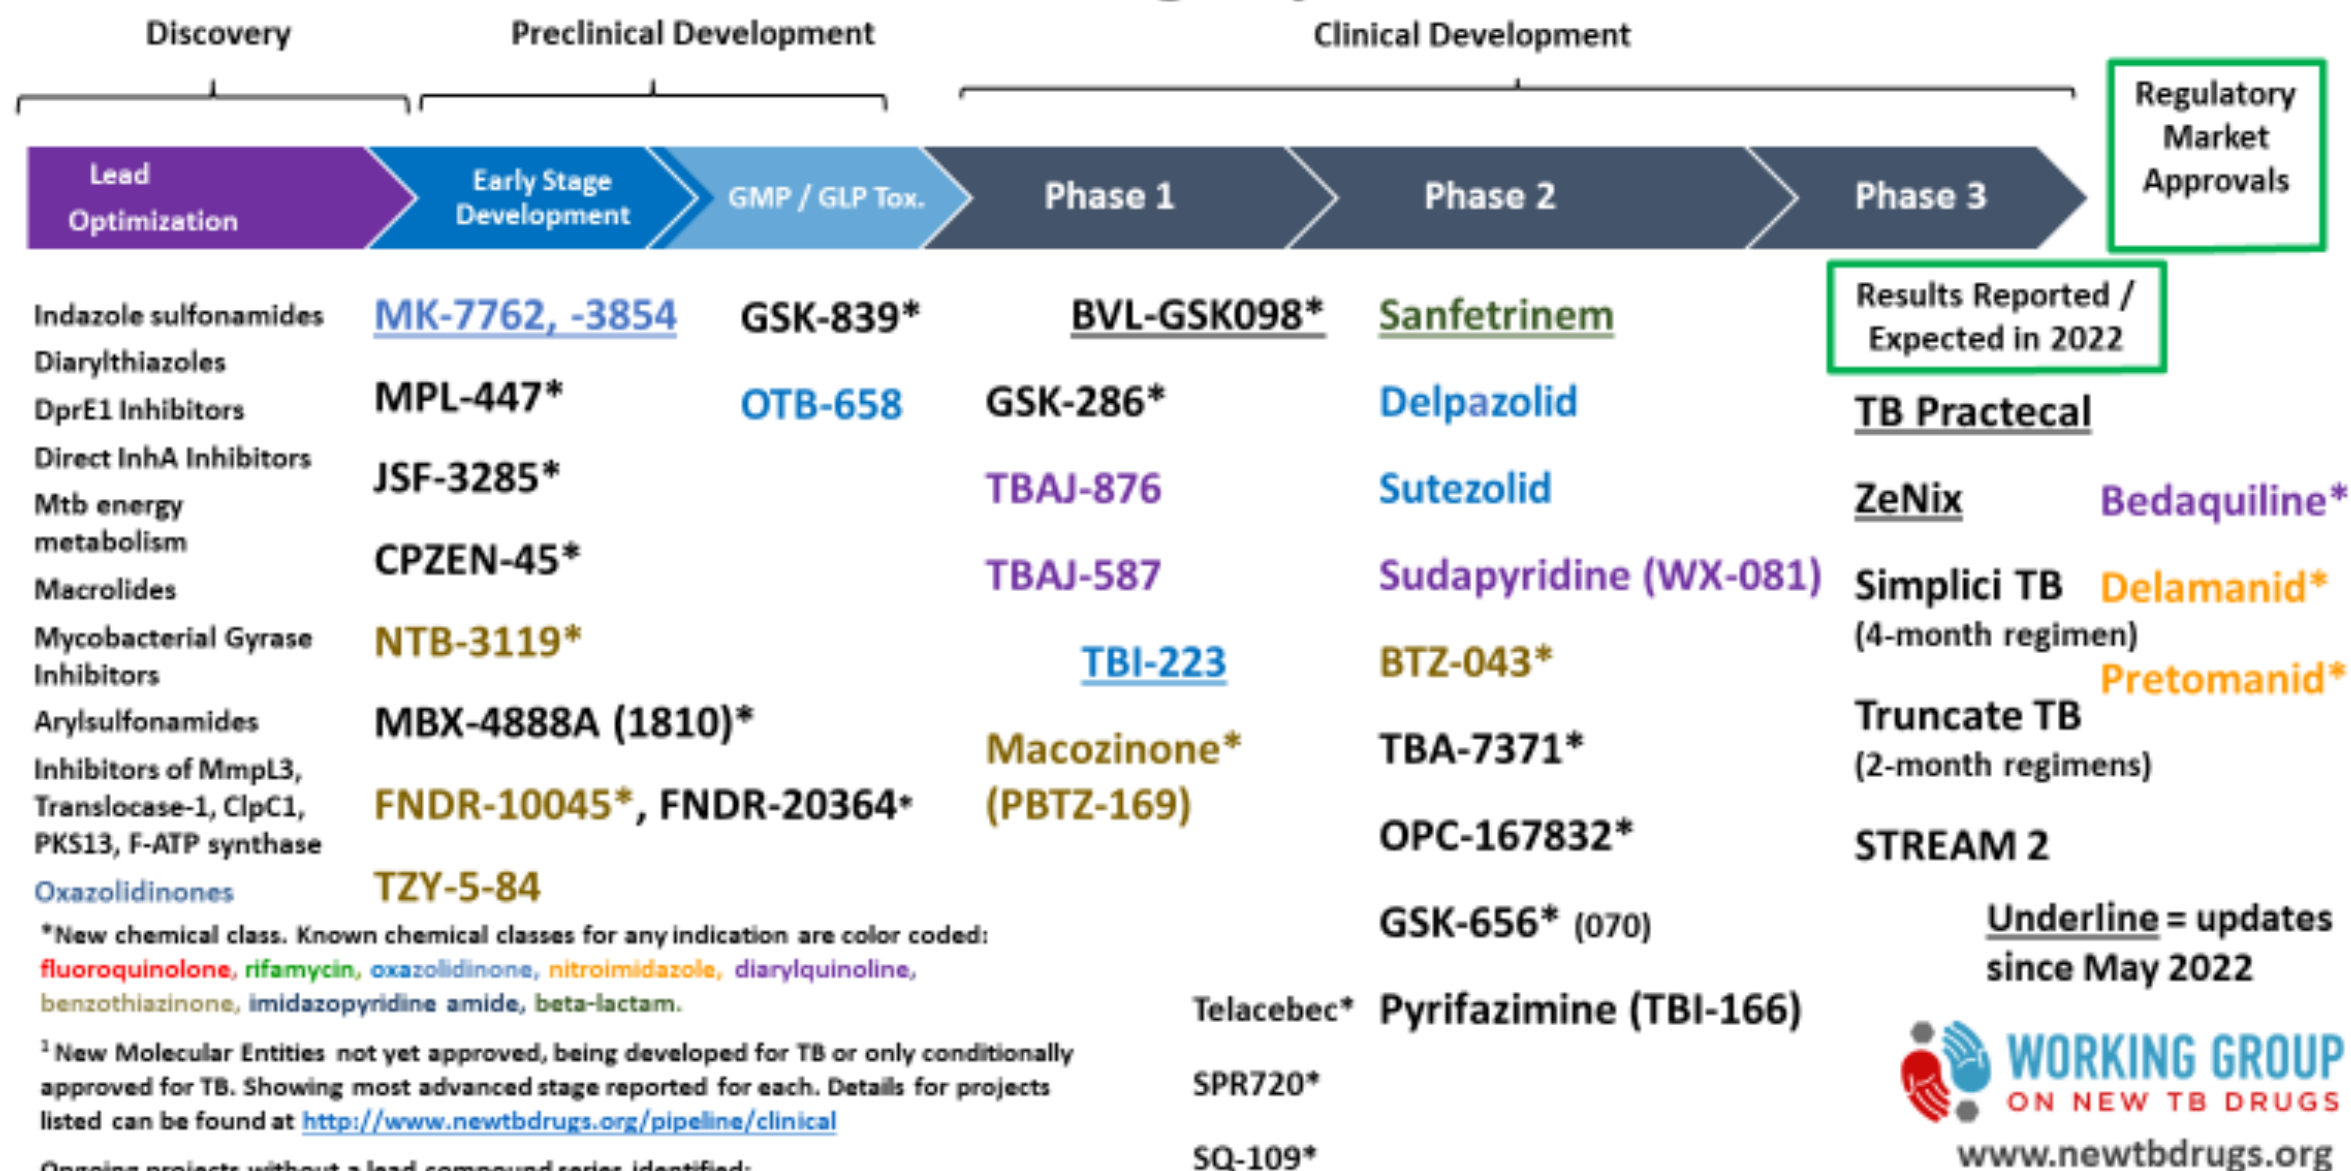 Discovery
Preclinical Development
Clinical Development
Regulatory
Market
Approvals
Lead
Optimization
Early Stage
Development
GMP / GLP Tox.
Phase 1
Phase 2
Phase 3
Indazole sulfonamides
Diarylthiazoles
DprE1 Inhibitors
Direct InhA Inhibitors
Mtb energy
metabolism
Macrolides
Mycobacterial Gyrase
Inhibitors
Arylsulfonamides
Inhibitors of MmpL3,
Translocase-1, ClpC1,
PKS13, F-ATP synthase
Oxazolidinones
MK-7762, -3854
MPL-447*
JSF-3285*
CPZEN-45*
NTB-3119*
MBX-4888A (1810)*
FNDR-10045*, FNDR-20364*
TZY-5-84
GSK-839*
OTB-658
BVL-GSK098*
GSK-286*
TBAJ-876
TBAJ-587
TBI-223
Macozinone*
(PBTZ-169)
Sanfetrinem
Delpazolid
Sutezolid
Sudapyridine (WX-081)
BTZ-043*
TBA-7371*
OPC-167832*
GSK-656* (070)
Pyrifazimine (TBI-166)
Telacebec*
SPR720*
SQ-109*
Results Reported /
Expected in 2022
TB Practecal
ZeNix
Simplici TB
(4-month regimen)
Truncate TB
(2-month regimens)
STREAM 2
Bedaquiline*
Delamanid*
Pretomanid*
Underline = updates
since May 2022
*New chemical class. Known chemical classes for any indication are color coded:
fluoroquinolone, rifamycin, oxazolidinone, nitroimidazole, diarylquinoline,
benzothiazinone, imidazopyridine amide, beta-lactam.
1 New Molecular Entities not yet approved, being developed for TB or only conditionally
approved for TB. Showing most advanced stage reported for each. Details for projects
listed can be found at http://www.newtbdrugs.org/pipeline/clinical
Ongoing projects without a lead compound series identified:
WORKING GROUP
ON NEW TB DRUGS
www.newtbdrugs.org